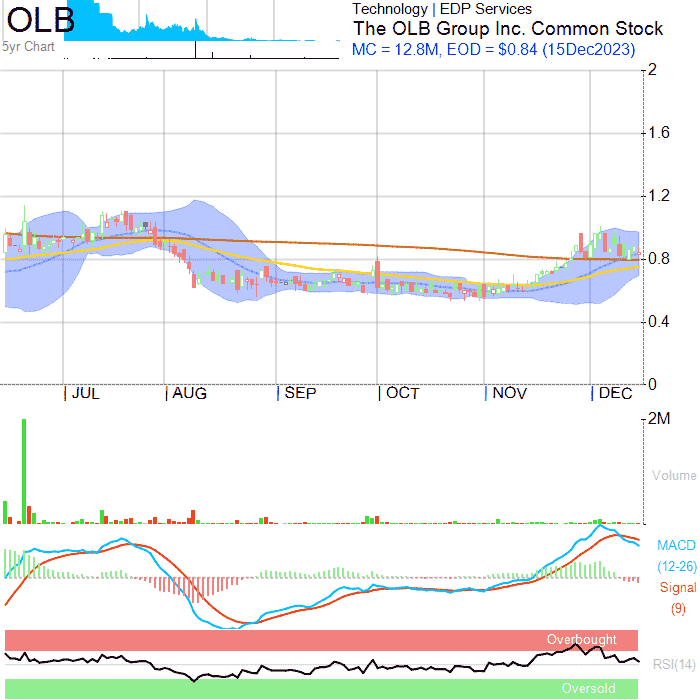 OLB
5yr Chart
Technology | EDP Services
The OLB Group Inc. Common Stock
MC = 12.8M, EOD = $0.84 (15Dec2023)
2
1.6
1.2
0.8
0.4
0
JUL AUG SEP OCT NOV DEC
2M
Volume
MACD
(12-26)
Signal
(9)
Overbought
RSI(14)
Oversold